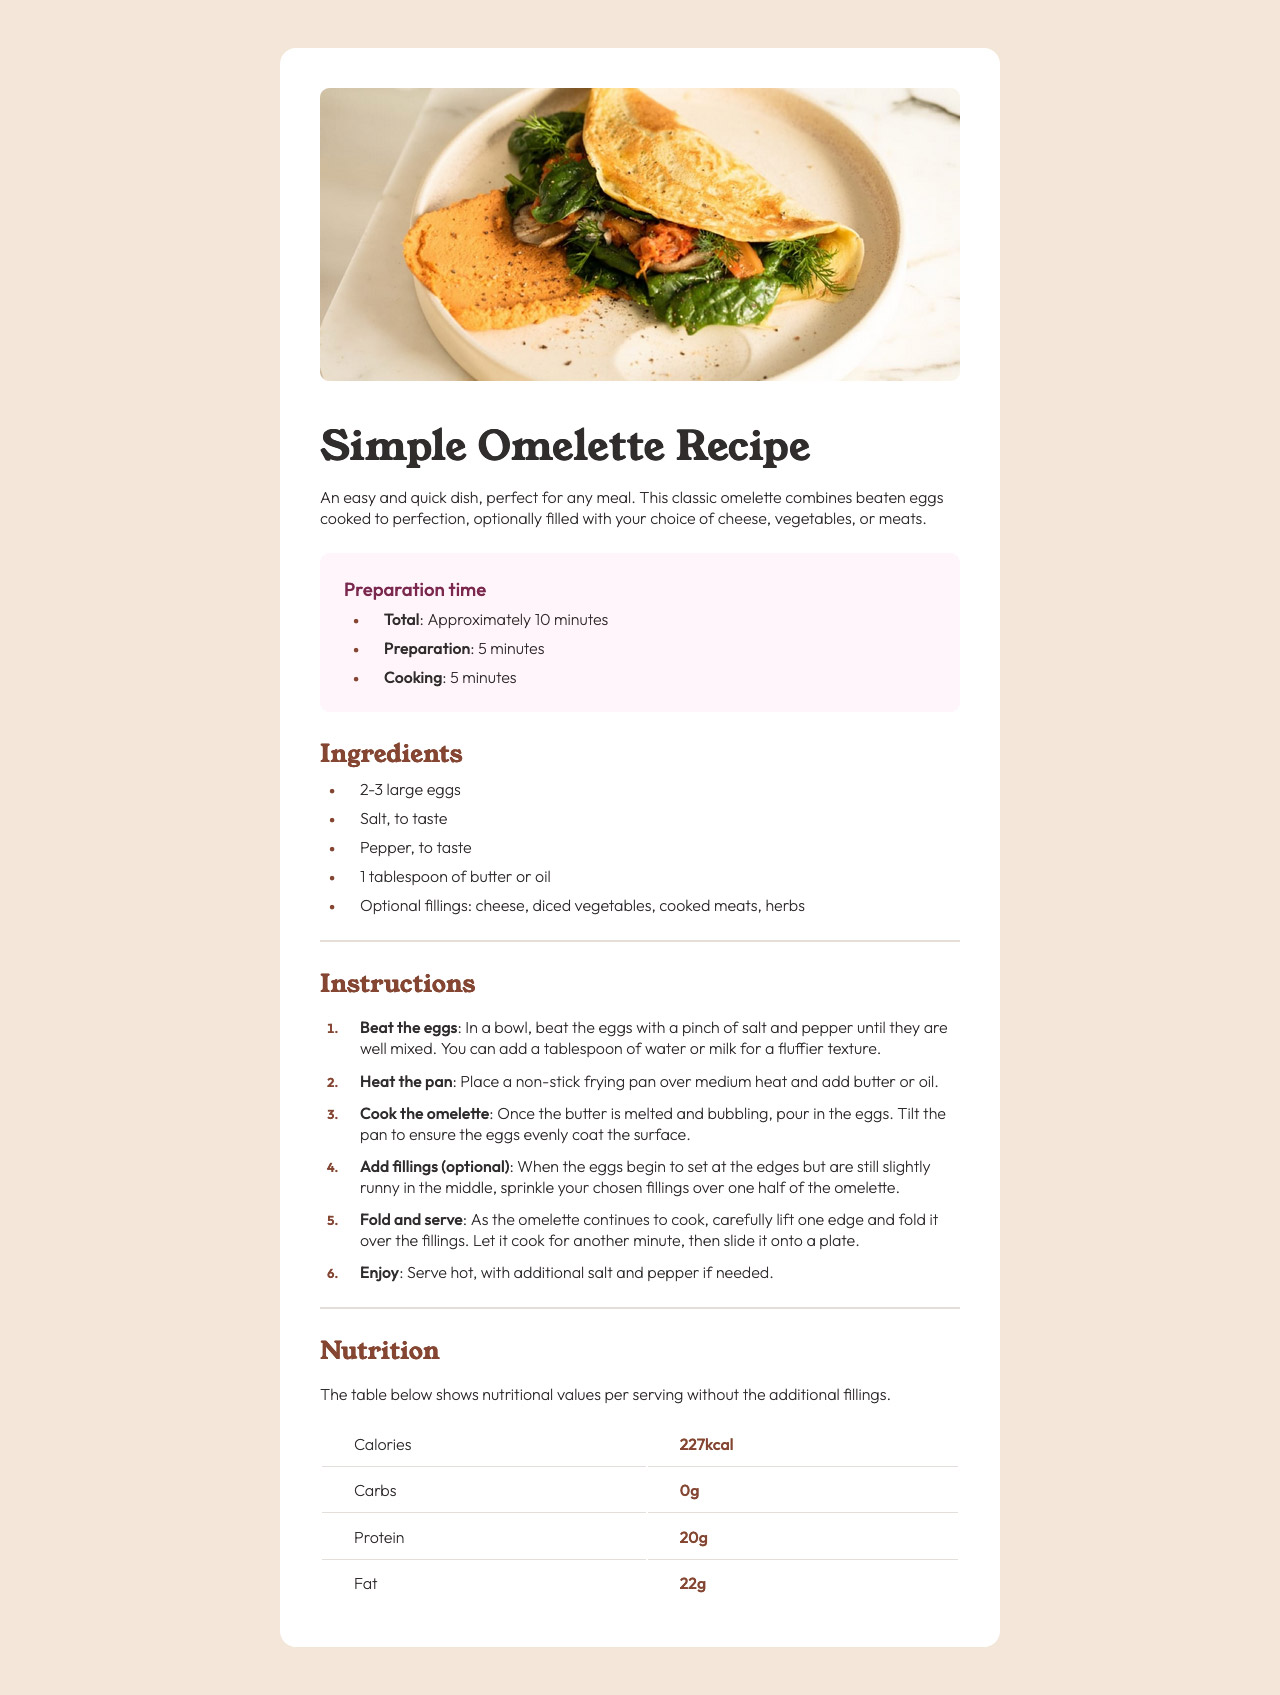 Simple Omelette Recipe
An easy and quick dish, perfect for any meal. This classic omelette combines beaten eggs
cooked to perfection, optionally filled with your choice of cheese, vegetables, or meats.
Preparation time
• Total: Approximately 10 minutes
• Preparation: 5 minutes
• Cooking: 5 minutes
Ingredients
• 2-3 large eggs
• Salt, to taste
• Pepper, to taste
• 1 tablespoon of butter or oil
• Optional fillings: cheese, diced vegetables, cooked meats, herbs
Instructions
1. Beat the eggs: In a bowl, beat the eggs with a pinch of salt and pepper until they are
well mixed. You can add a tablespoon of water or milk for a fluffier texture.
2. Heat the pan: Place a non-stick frying pan over medium heat and add butter or oil.
3. Cook the omelette: Once the butter is melted and bubbling, pour in the eggs. Tilt the
pan to ensure the eggs evenly coat the surface.
4. Add fillings (optional): When the eggs begin to set at the edges but are still slightly
runny in the middle, sprinkle your chosen fillings over one half of the omelette.
5. Fold and serve: As the omelette continues to cook, carefully lift one edge and fold it
over the fillings. Let it cook for another minute, then slide it onto a plate.
6. Enjoy: Serve hot, with additional salt and pepper if needed.
Nutrition
The table below shows nutritional values per serving without the additional fillings.
Calories 227kcal
Carbs 0g
Protein 20g
Fat 22g